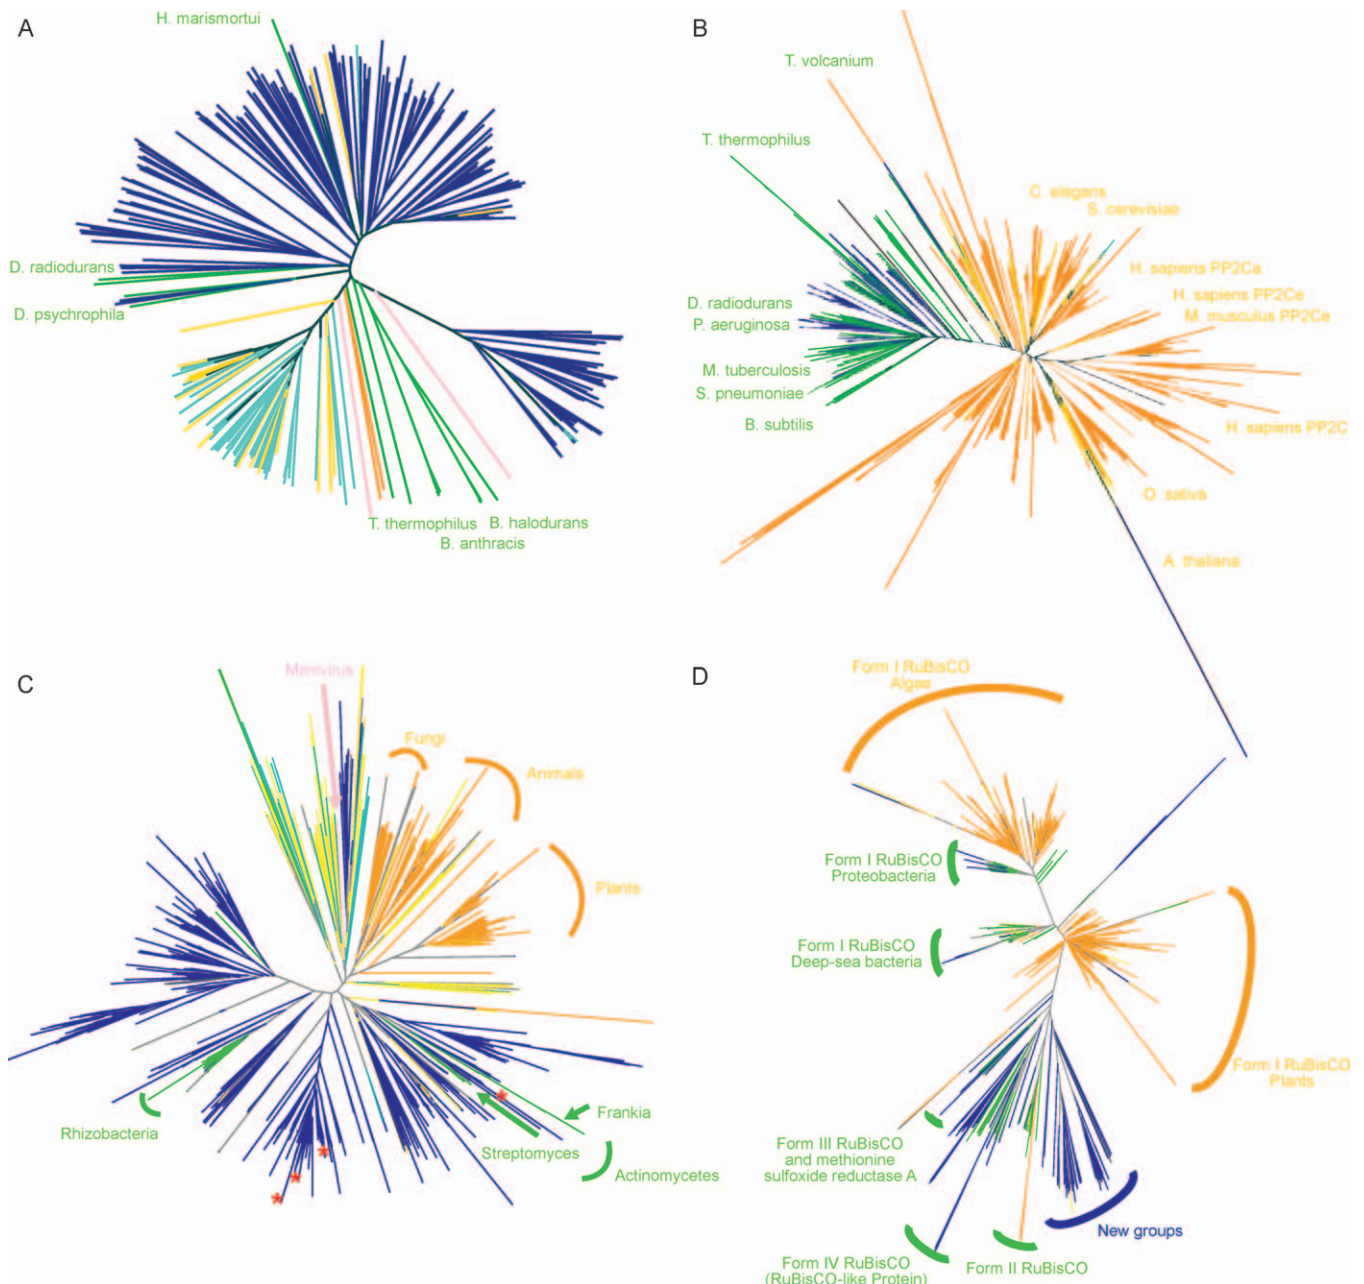 A
H. marismortui
D. radiodurans
D. psychrophila
T. thermophilus B. halodurans
B. anthracis
B
T. volcanium
T. thermophilus
C. elegans
S. cerevisiae
H. sapiens PP2Ca
H. sapiens PP2Ce
M. musculus PP2Ce
D. radiodurans
P. aeruginosa
M. tuberculosis
S. pneumoniae
B. subtilis
H. sapiens PP2C
O. sativa
A. thaliana
C
Mimivirus
Fungi
Animals
Plants
Rhizobacteria
Frankia
Streptomyces
Actinomycetes
D
Form I RuBisCO
Algae
Form I RuBisCO
Proteobacteria
Form I RuBisCO
Deep-sea bacteria
Form I RuBisCO
Plants
Form III RuBisCO
and methionine
sulfoxide reductase A
New groups
Form II RuBisCO
Form IV RuBisCO
(RuBisCO-like Protein)